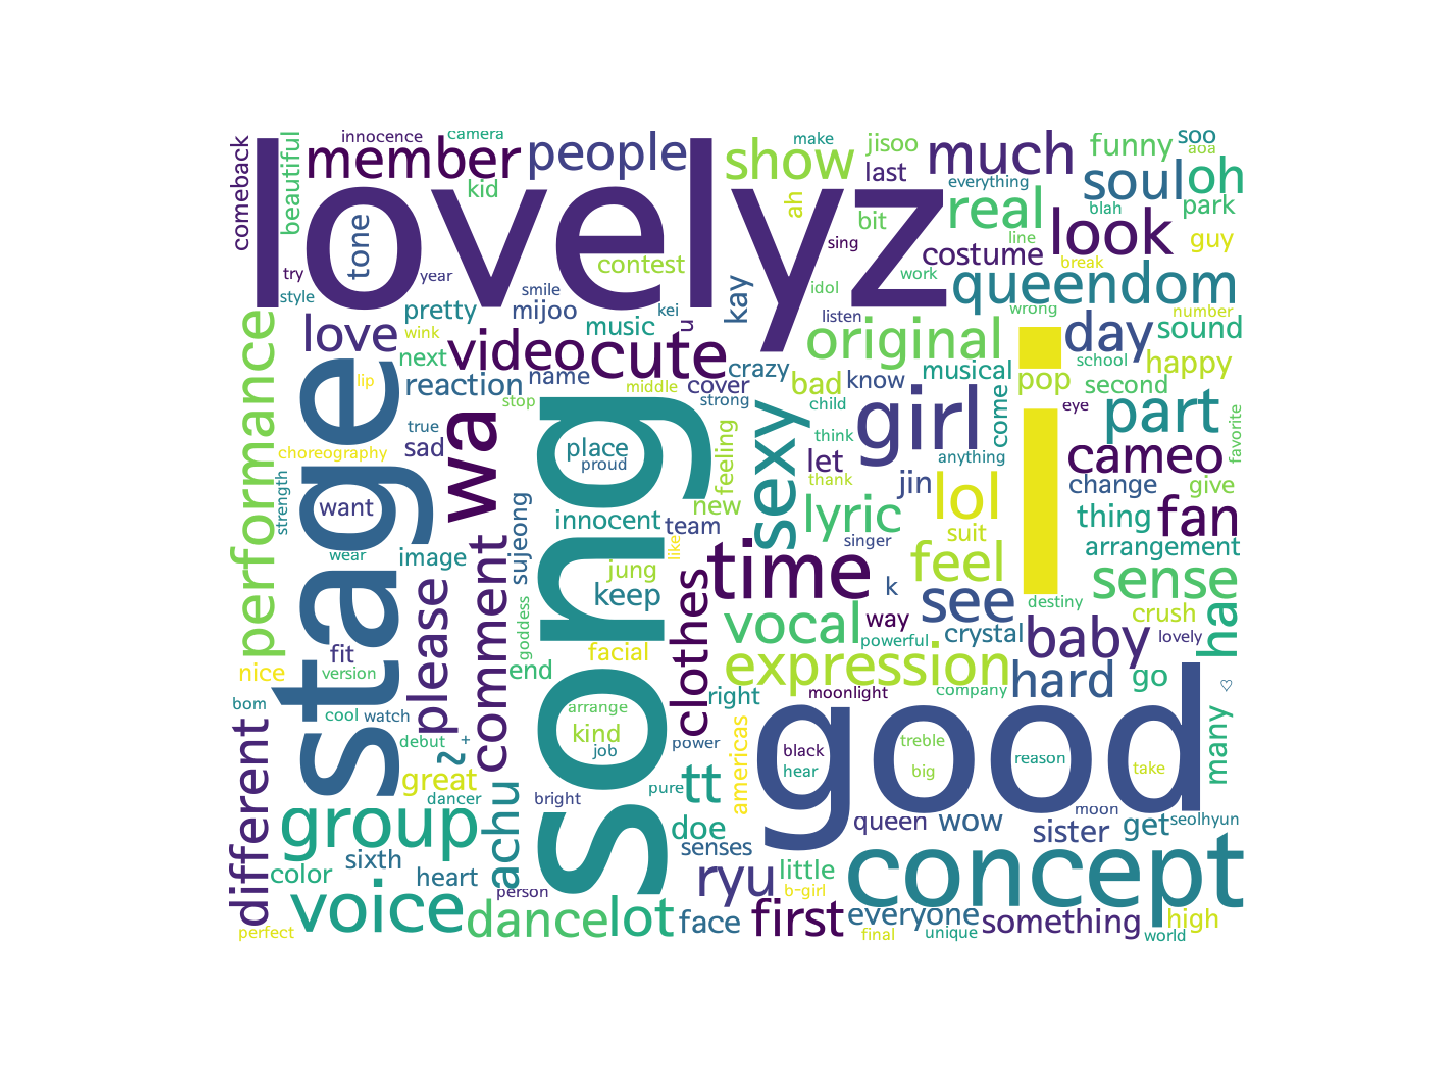 comeback
beautiful
innocence
camera
member
people
lovelyz
kid
tone
try
year
style
contest
smile
pretty
mijoo
kei
show
make
jisoo
last
much
funny
soo
aoa
everything
soul
oh
ah
bit
real
blah
park
sing
costume
line
look
guy
work
break
kay
idol
queendom
listen
wrong
number
performance
love
wink
music
u
original
i
day
sound
next
video
cute
crazy
musical
school
happy
lip
reaction
name
middle
cover
bad
know
pop
second
stage
stop
strong
child
girl
come
eye
part
favorite
true
wa
song
sexy
think
choreography
sad
place
proud
feeling
let
anything
cameo
strength
want
thank
jin
lol
change
give
new
lyric
suit
thing
fan
sujeong
innocent
team
singer
arrangement
wear
image
comment
like
jung
time
feel
sense
please
keep
clothes
k
see
destiny
goddess
vocal
way
powerful
crystal
baby
crush
lovely
ha
fit
facial
expression
nice
version
end
right
moonlight
company
hard
go
♡
bom
cool
watch
arrange
kind
good
many
different
debut
+
job
power
americas
black
treble
reason
take
great
hear
big
dancer
bright
pure
tt
group
achu
doe
queen
wow
moon
sister
get
seolhyun
sixth
senses
color
heart
person
ryu
little
b-girl
concept
voice
dance
lot
face
first
everyone
something
high
perfect
final
unique
world